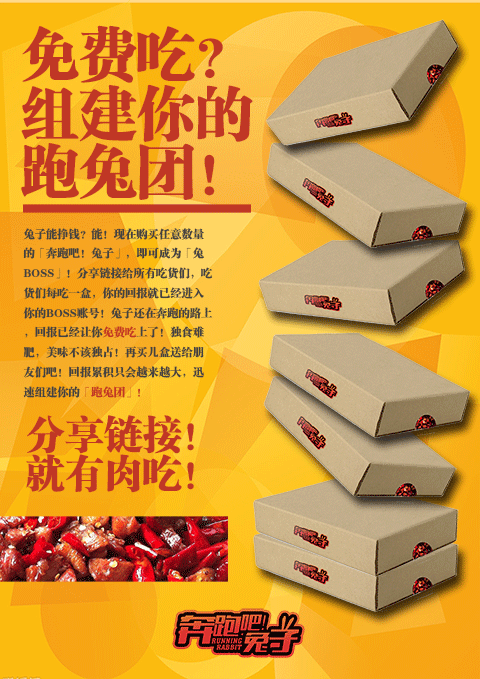 免费吃?
组建你的
跑兔团!
兔子能挣钱?能!现在购买任意数量
的「奔跑吧!兔子」,即可成为「兔
BOSS」!分享链接给所有吃货们,吃
货们每吃一盒,你的回报就已经进入
你的BOSS账号!兔子还在奔跑的路上
,回报已经让你免费吃上了!独食难
肥,美味不该独占!再买几盒送给朋
友们吧!回报累积只会越来越大,迅
速组建你的「跑兔团」!
分享链接!
就有肉吃!
奔跑吧!兔子
RUNNING
RABBIT